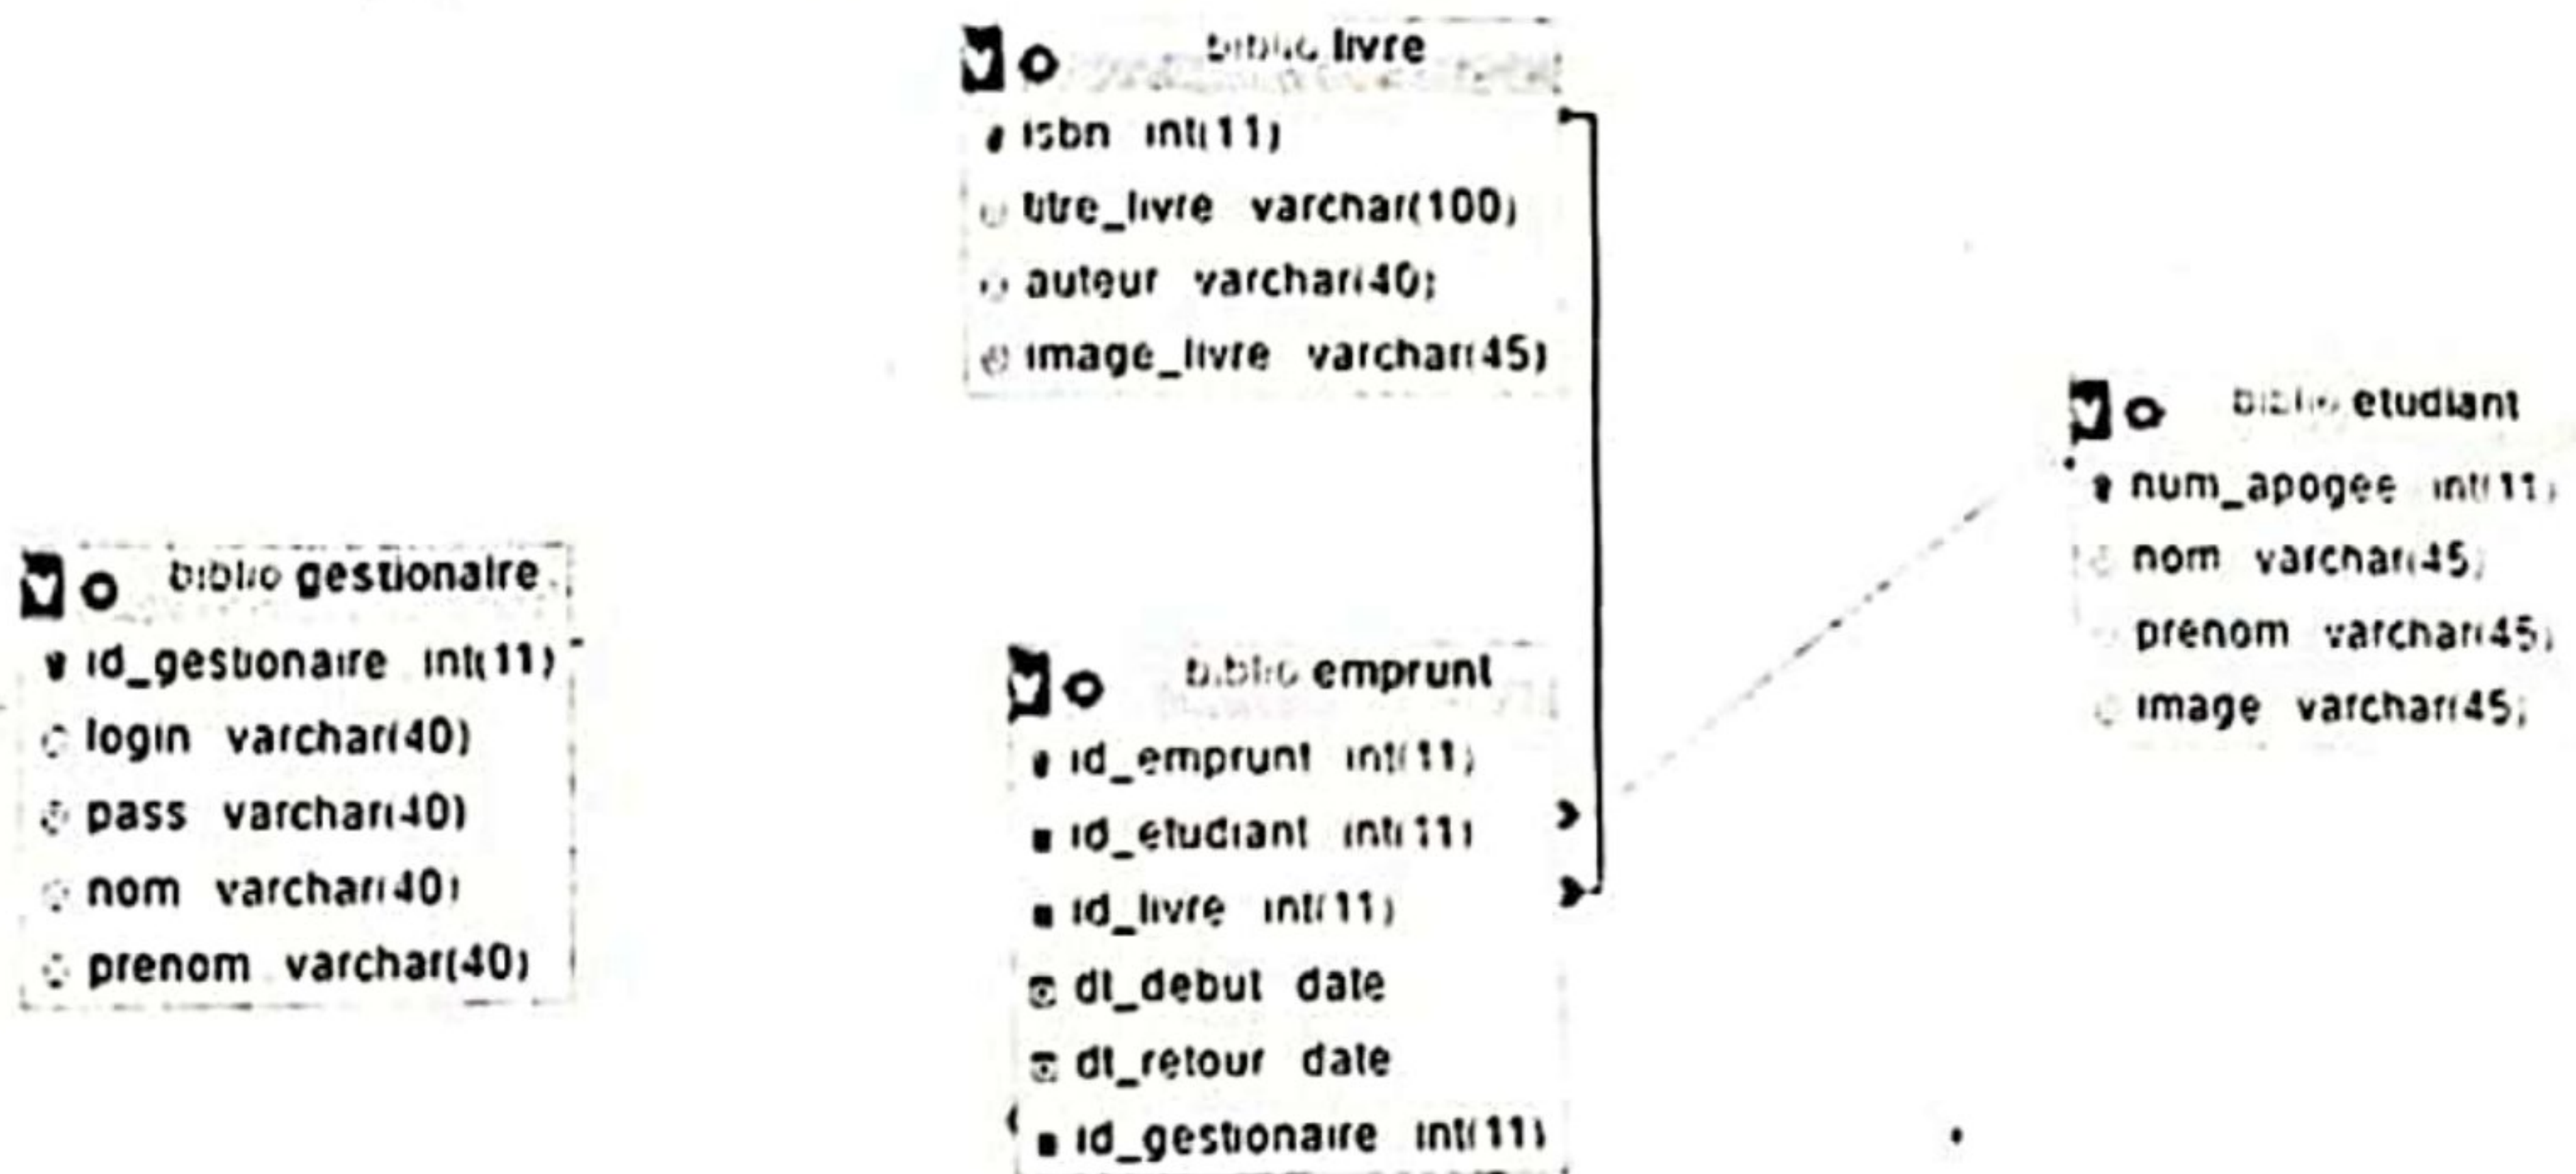 biblio livre
isbn int(11)
titre_livre varchar(100)
auteur varchar(40)
image_livre varchar(45)
biblio etudiant
num_apogee int(11)
nom varchar(45)
prenom varchar(45)
image varchar(45)
biblio gestionaire
id_gestionaire int(11)
login varchar(40)
pass varchar(40)
nom varchar(40)
prenom varchar(40)
biblio emprunt
id_emprunt int(11)
id_etudiant int(11)
id_livre int(11)
dt_debut date
dt_retour date
id_gestionaire int(11)